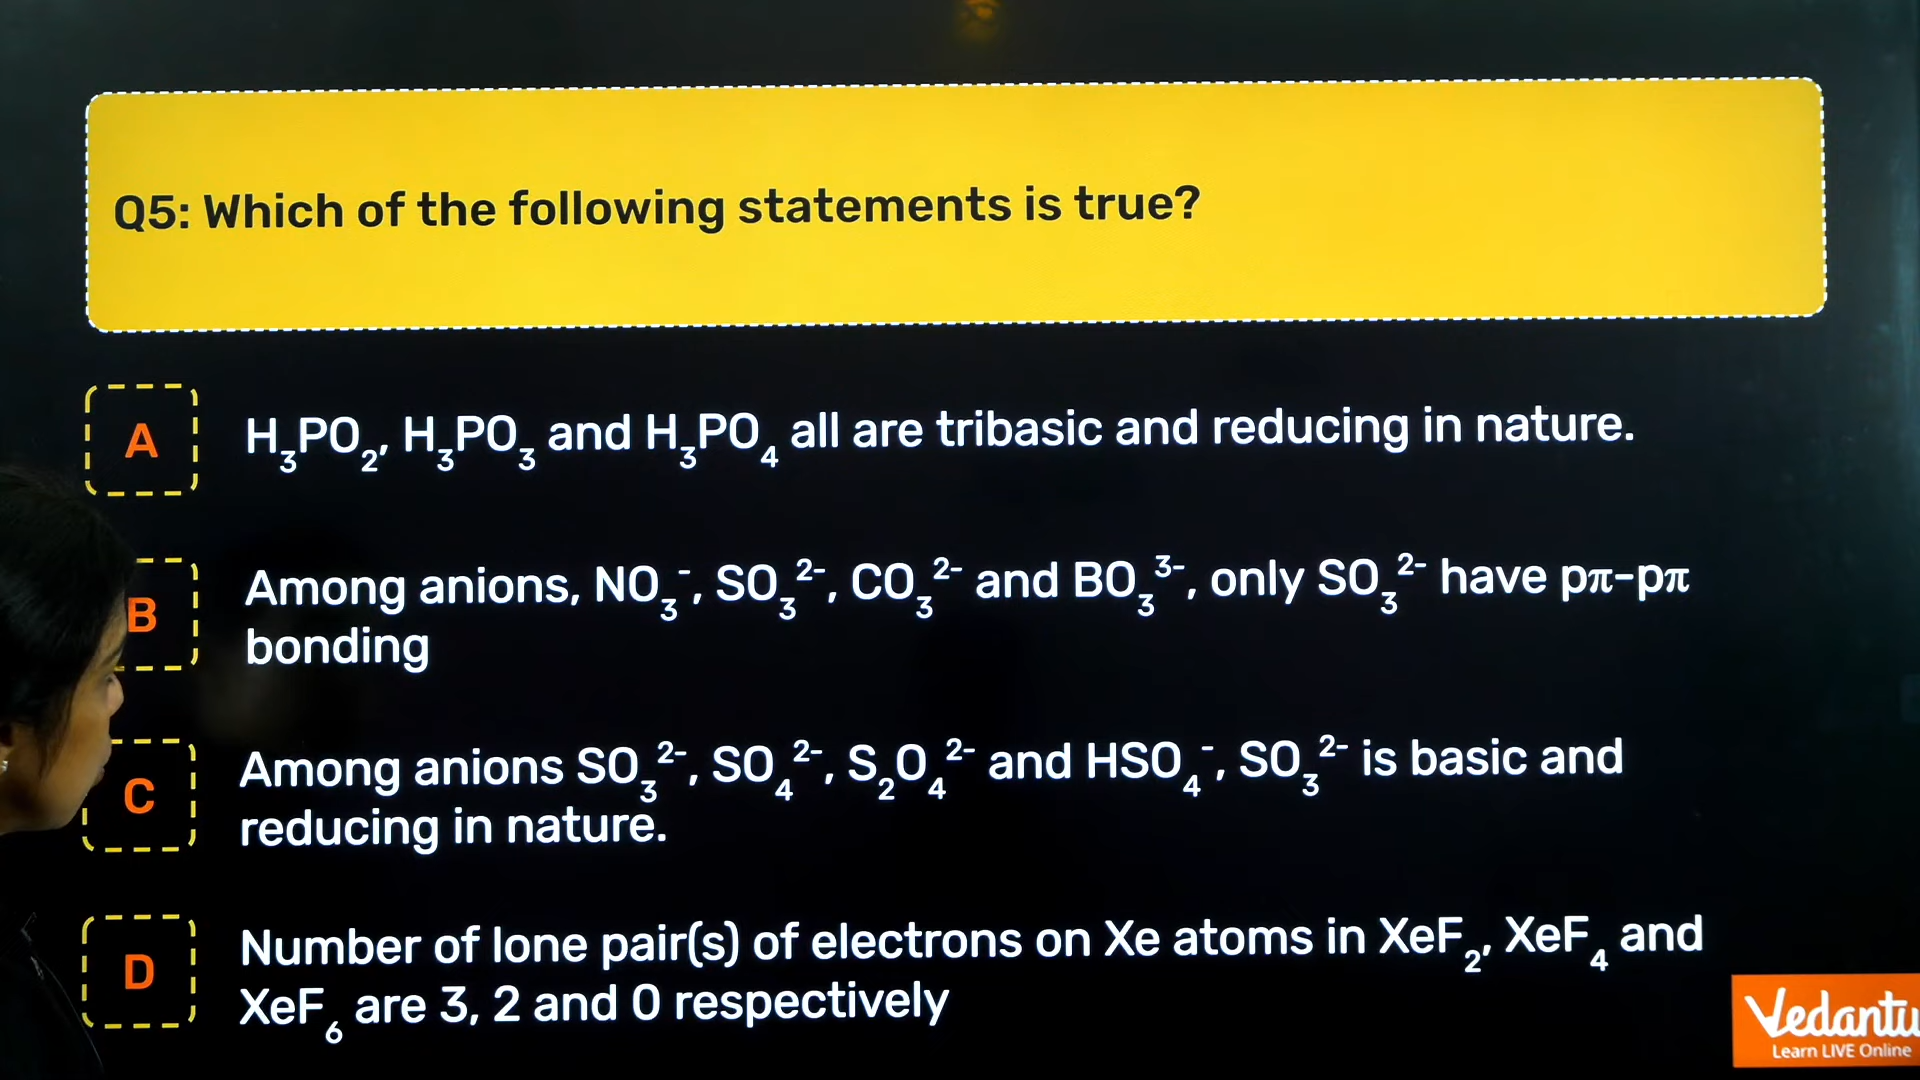 Q5: Which of the following statements is true?
A
H₃PO₂, H₃PO₃ and H₃PO₄ all are tribasic and reducing in nature.
B
Among anions, NO₃⁻, SO₃²⁻, CO₃²⁻ and BO₃³⁻, only SO₃²⁻ have pπ-pπ
bonding
C
Among anions SO₃²⁻, SO₄²⁻, S₂O₄²⁻ and HSO₄⁻, SO₃²⁻ is basic and
reducing in nature.
D
Number of lone pair(s) of electrons on Xe atoms in XeF₂, XeF₄ and
XeF₆ are 3, 2 and 0 respectively
Vedantu
Learn LIVE Online